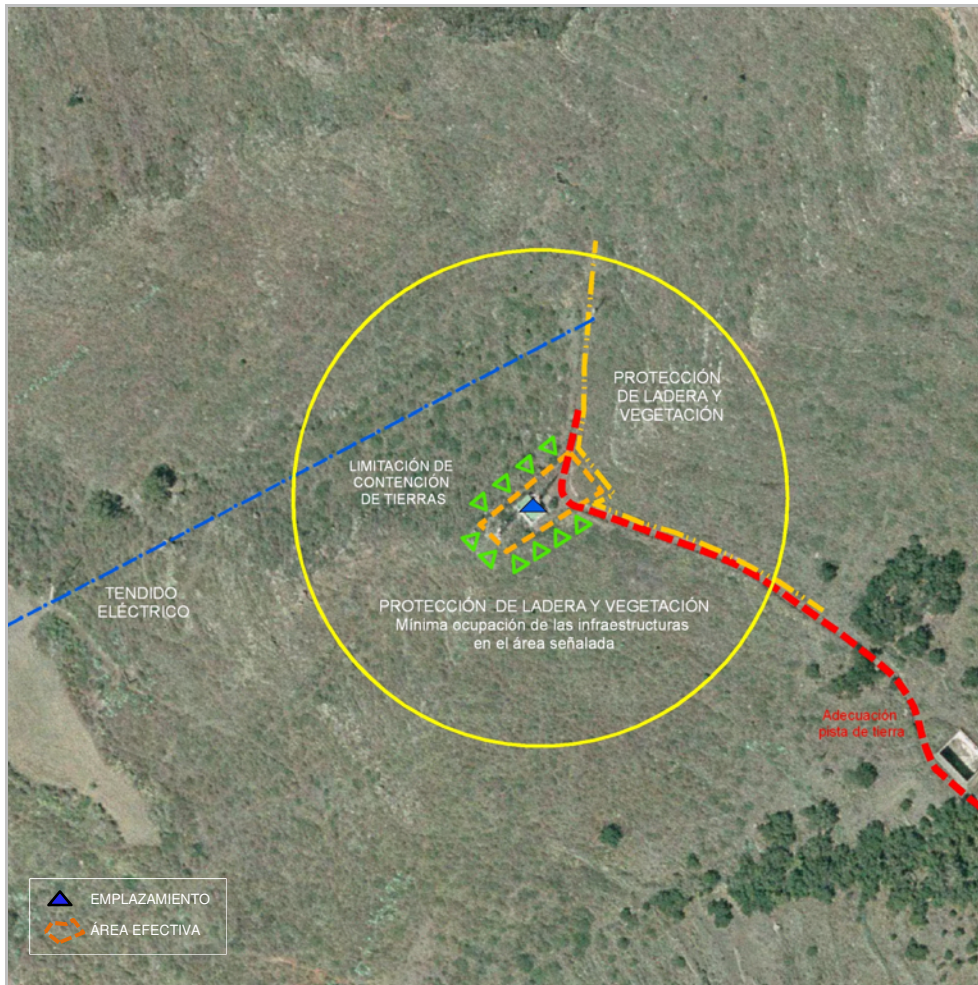 PROTECCIÓN
DE LADERA Y
VEGETACIÓN
LIMITACIÓN DE
CONTENCIÓN
DE TIERRAS
TENDIDO
ELÉCTRICO
PROTECCIÓN DE LADERA Y VEGETACIÓN
Mínima ocupación de las infraestructuras
en el área señalada
Adecuación
pista de tierra
EMPLAZAMIENTO
ÁREA EFECTIVA